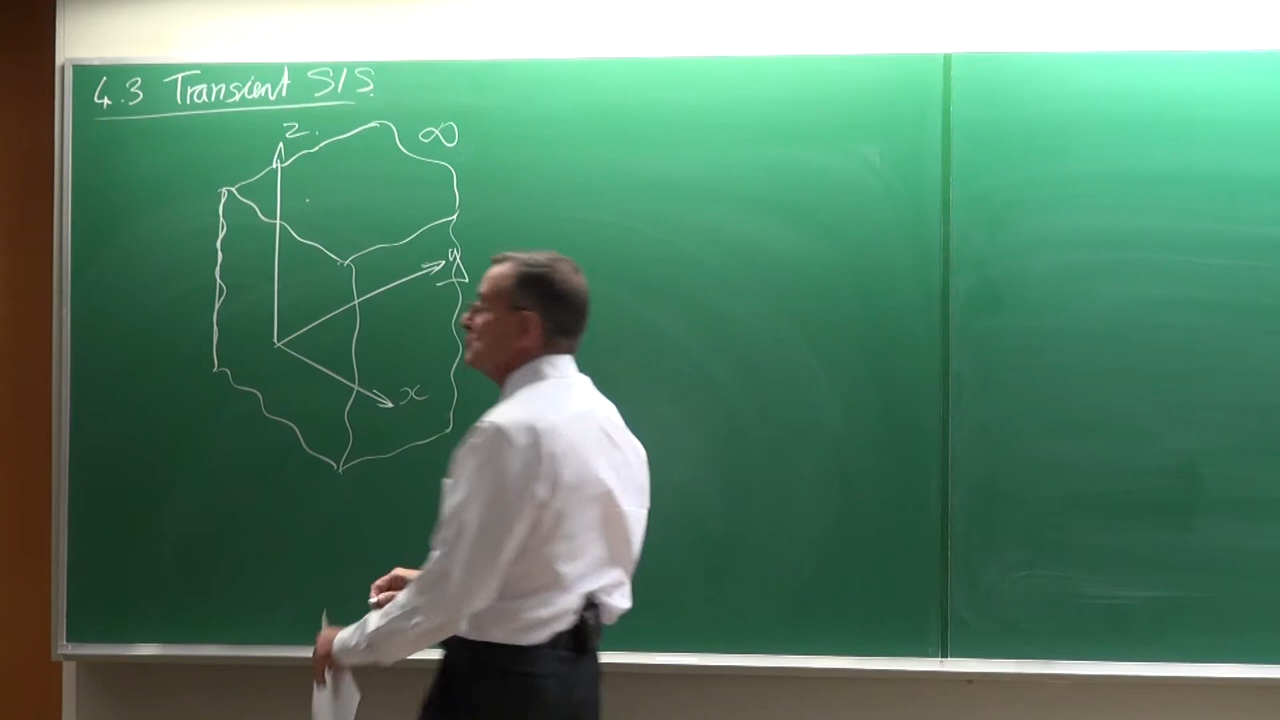 4.3 Transient SIS.
z.
∞
y
x